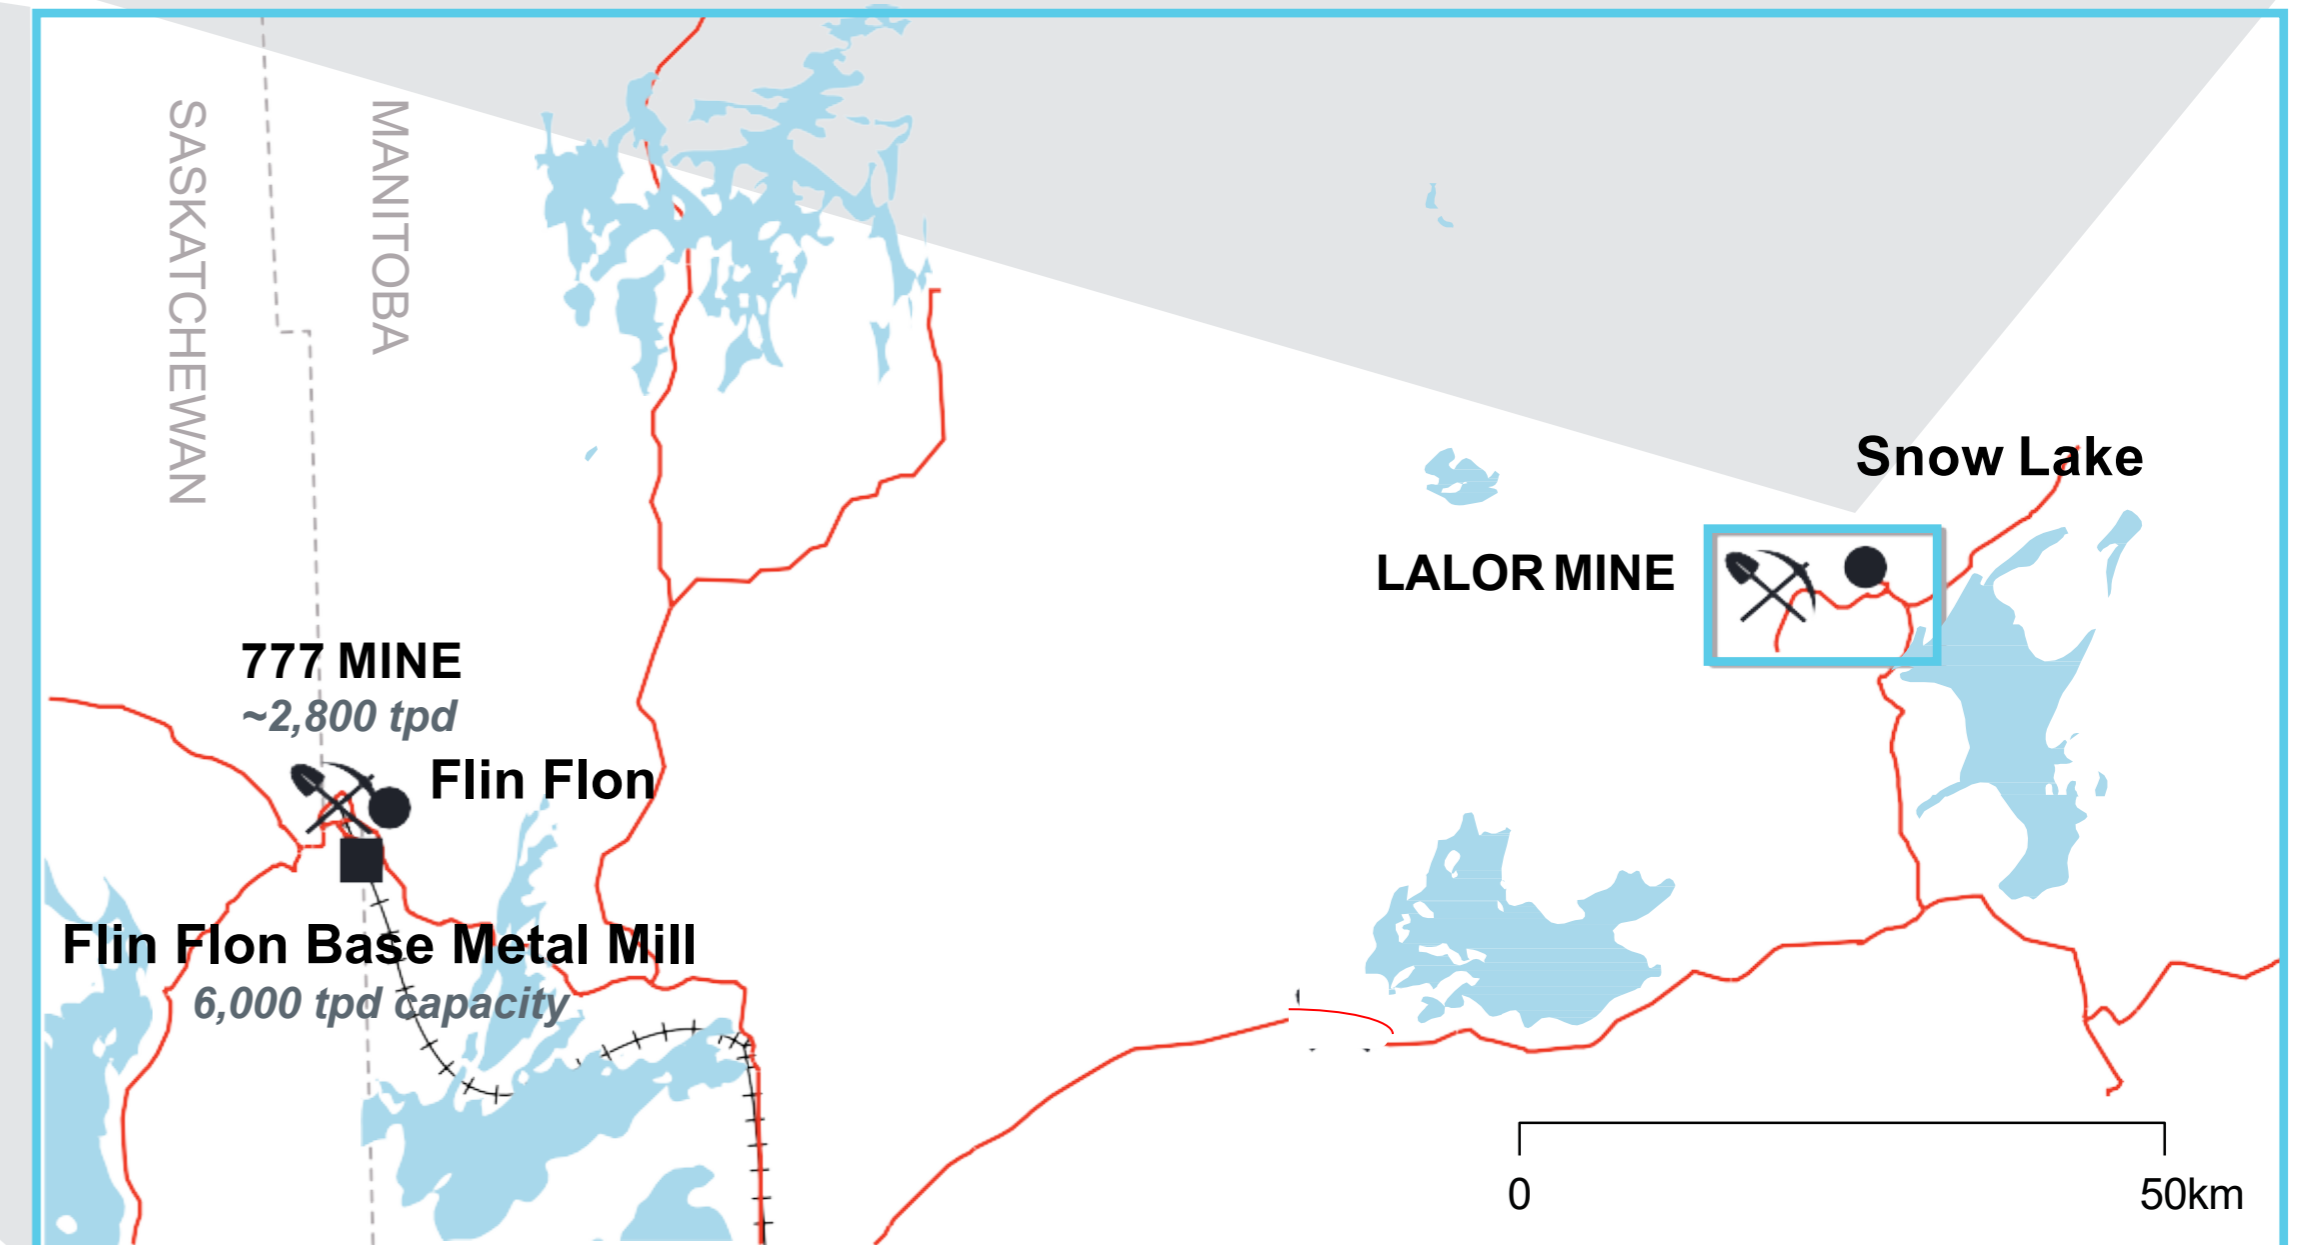 SASKATCHEWAN
MANITOBA
Snow Lake
LALOR MINE
777 MINE
~2,800 tpd
Flin Flon
Flin Flon Base Metal Mill
6,000 tpd capacity
0
50km